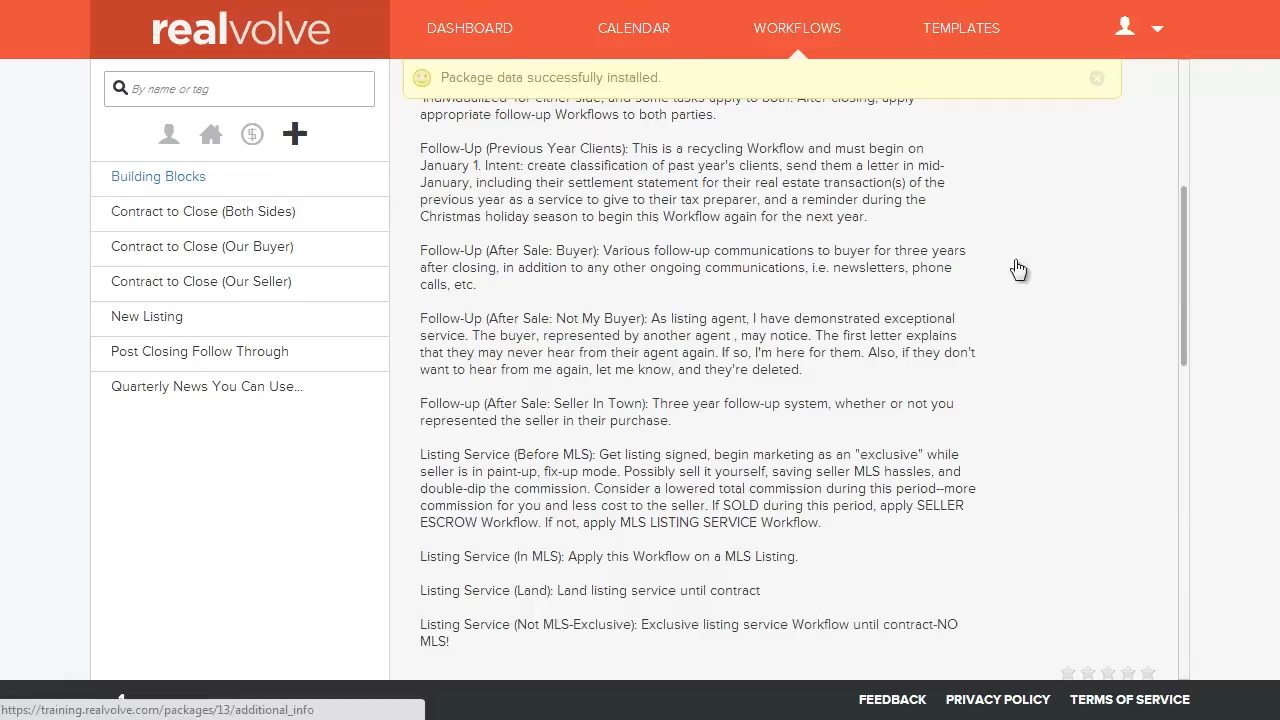 realvolve
DASHBOARD
CALENDAR
WORKFLOWS
TEMPLATES
By name or tag
Building Blocks
Contract to Close (Both Sides)
Contract to Close (Our Buyer)
Contract to Close (Our Seller)
New Listing
Post Closing Follow Through
Quarterly News You Can Use...
Package data successfully installed.
"individualized" for either side, and some tasks apply to both. After closing, apply
appropriate follow-up Workflows to both parties.
Follow-Up (Previous Year Clients): This is a recycling Workflow and must begin on
January 1. Intent: create classification of past year's clients, send them a letter in mid-
January, including their settlement statement for their real estate transaction(s) of the
previous year as a service to give to their tax preparer, and a reminder during the
Christmas holiday season to begin this Workflow again for the next year.
Follow-Up (After Sale: Buyer): Various follow-up communications to buyer for three years
after closing, in addition to any other ongoing communications, i.e. newsletters, phone
calls, etc.
Follow-Up (After Sale: Not My Buyer): As listing agent, I have demonstrated exceptional
service. The buyer, represented by another agent , may notice. The first letter explains
that they may never hear from their agent again. If so, I'm here for them. Also, if they don't
want to hear from me again, let me know, and they're deleted.
Follow-up (After Sale: Seller In Town): Three year follow-up system, whether or not you
represented the seller in their purchase.
Listing Service (Before MLS): Get listing signed, begin marketing as an "exclusive" while
seller is in paint-up, fix-up mode. Possibly sell it yourself, saving seller MLS hassles, and
double-dip the commission. Consider a lowered total commission during this period--more
commission for you and less cost to the seller. If SOLD during this period, apply SELLER
ESCROW Workflow. If not, apply MLS LISTING SERVICE Workflow.
Listing Service (In MLS): Apply this Workflow on a MLS Listing.
Listing Service (Land): Land listing service until contract
Listing Service (Not MLS-Exclusive): Exclusive listing service Workflow until contract-NO
MLS!
FEEDBACK
PRIVACY POLICY
TERMS OF SERVICE
https://training.realvolve.com/packages/13/additional_info